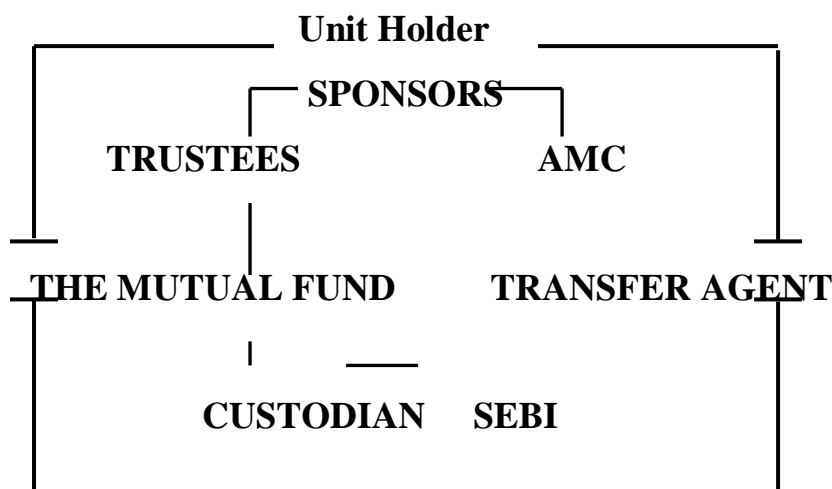 Unit Holder
SPONSORS
TRUSTEES AMC
THE MUTUAL FUND TRANSFER AGENT
CUSTODIAN SEBI